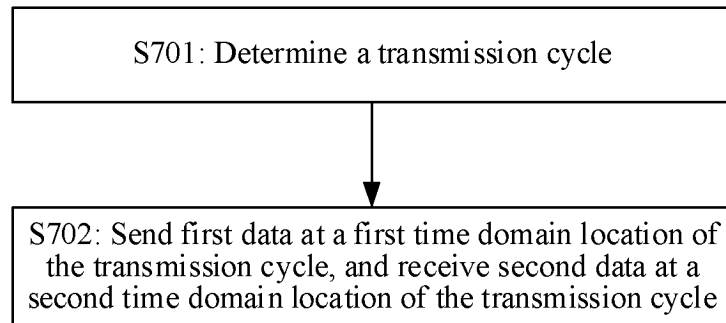 S701: Determine a transmission cycle
S702: Send first data at a first time domain location of
the transmission cycle, and receive second data at a
second time domain location of the transmission cycle